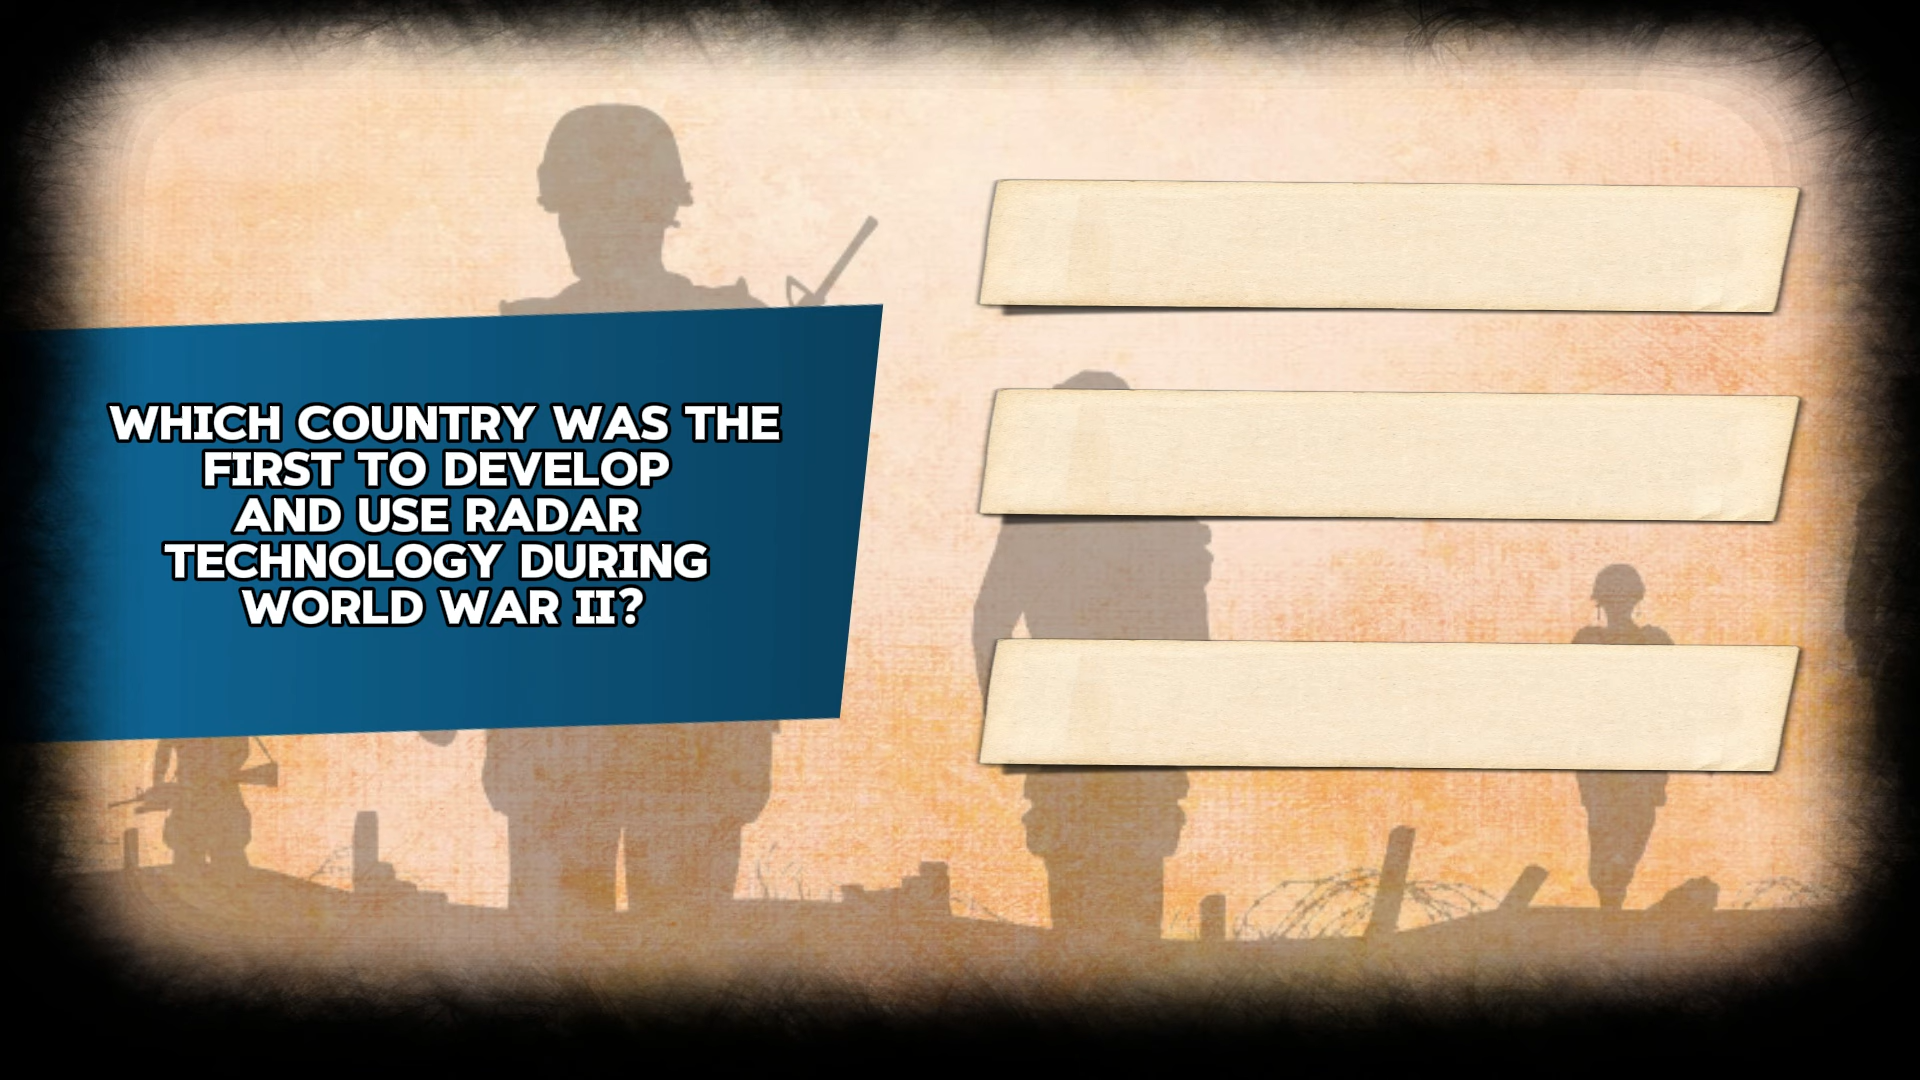 WHICH COUNTRY WAS THE
FIRST TO DEVELOP
AND USE RADAR
TECHNOLOGY DURING
WORLD WAR II?